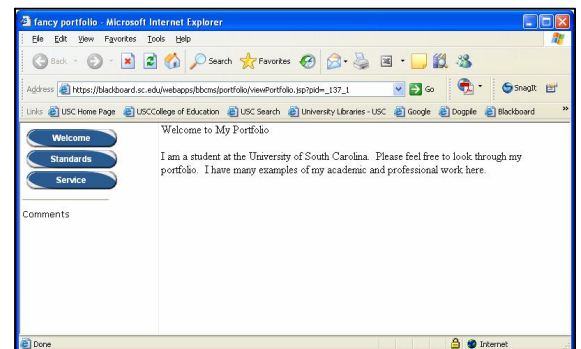 fancy portfolio - Microsoft Internet Explorer
File Edit View Favorites Tools Help
Back Search Favorites
Address https://blackboard.sc.edu/webapps/bbcms/portfolio/viewPortfolio.jsp?pid=_137_1 Go SnagIt
Links USC Home Page USCCollege of Education USC Search University Libraries - USC Google Dogpile Blackboard »
Welcome
Standards
Service
Comments
Welcome to My Portfolio
I am a student at the University of South Carolina. Please feel free to look through my
portfolio. I have many examples of my academic and professional work here.
Done Internet